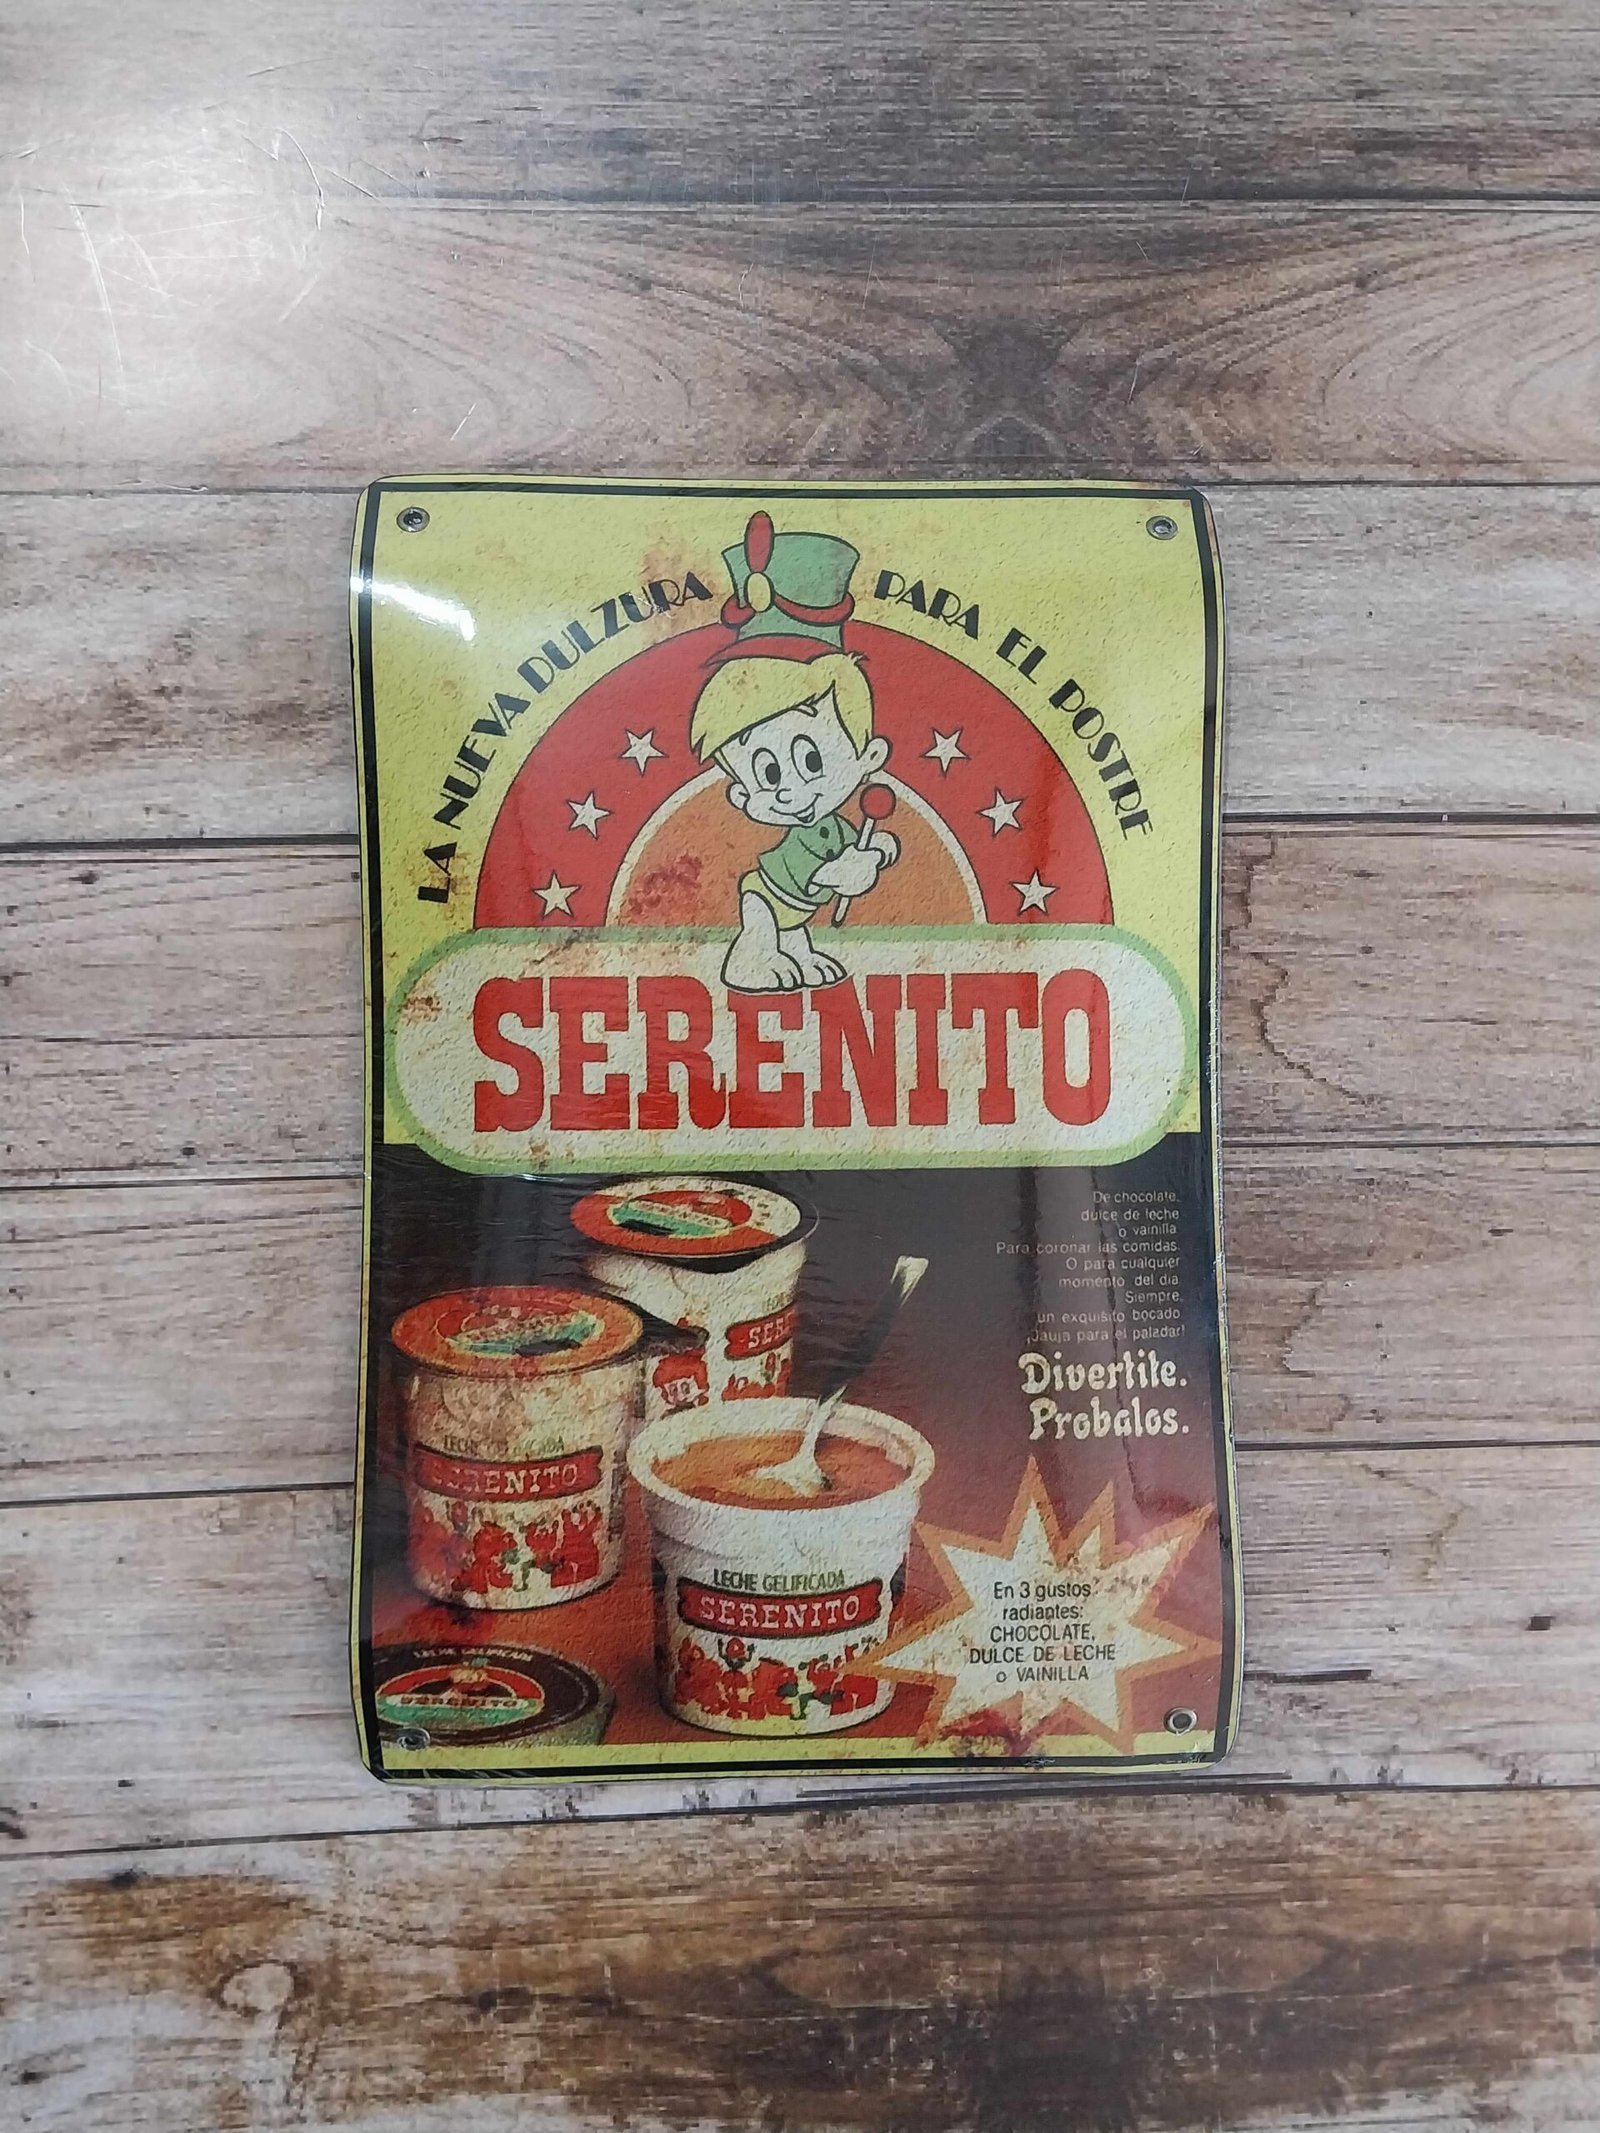 LA NUEVA DULZURA PARA EL POSTRE
SERENITO
De chocolate,
dulce de leche
o vainilla
Para coronar las comidas.
O para cualquier
momento del dia.
Siempre,
un exquisito bocado
¡Jauja para el paladar!
Divertite.
Probalos.
SERE
LECHE GELIFICADA
SERENITO
LECHE GELIFICADA
SERENITO
SERENITO
En 3 gustos
radiantes:
CHOCOLATE,
DULCE DE LECHE
o VAINILLA